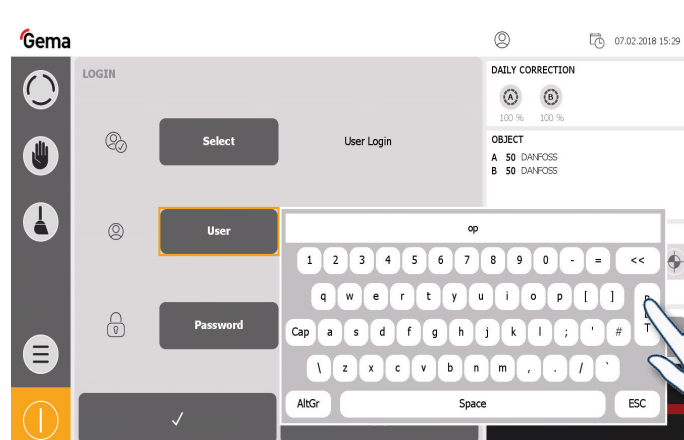 Gema
07.02.2018 15:29
LOGIN
DAILY CORRECTION
A B
100 % 100 %
Select
User Login
OBJECT
A 50 DANFOSS
B 50 DANFOSS
User
op
1 2 3 4 5 6 7 8 9 0 - = <<
q w e r t y u i o p [ ]
Password
Cap a s d f g h j k l ; ' # T
\ z x c v b n m , . / `
AltGr Space ESC